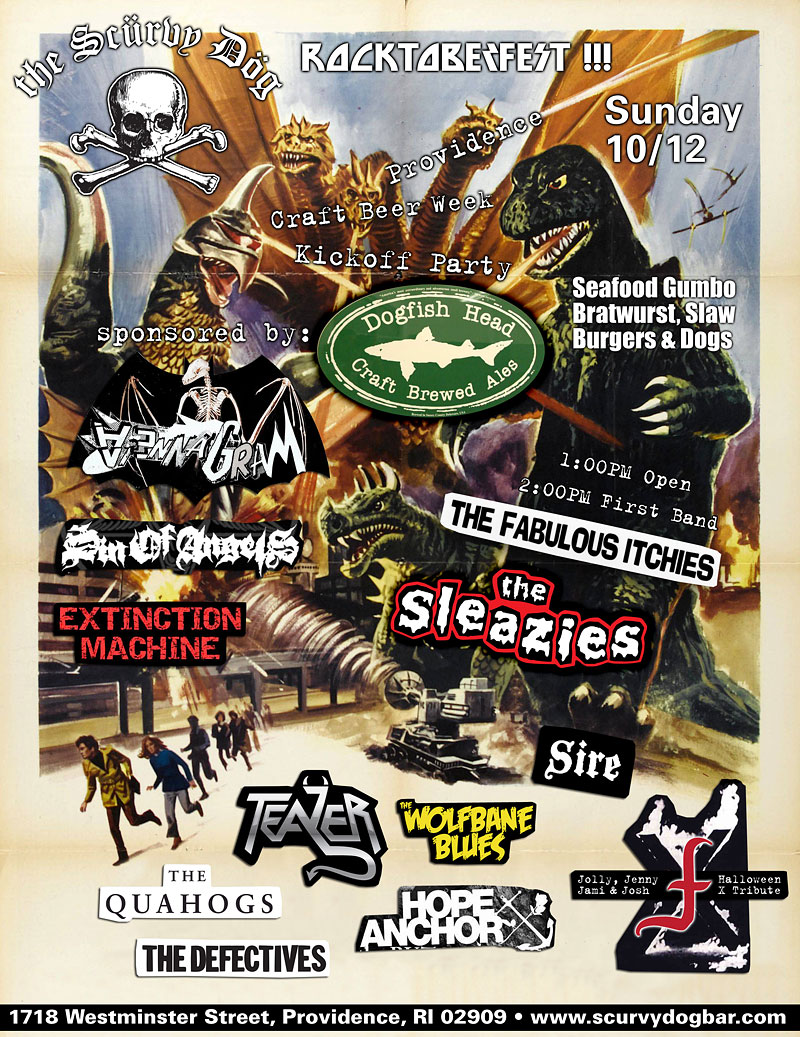 the Scürvy Dög
ROCKTOBERFEST !!!
Sunday
10/12
Providence
Craft Beer Week
Kickoff Party
sponsored by:
Dogfish Head
Craft Brewed Ales
Seafood Gumbo
Bratwurst, Slaw
Burgers & Dogs
1:00PM Open
2:00PM First Band
THE FABULOUS ITCHIES
Sin Of Angels
EXTINCTION
MACHINE
the
Sleazies
Sire
TEAZER
THE
WOLFBANE
BLUES
Jolly, Jenny
Jami & Josh
Halloween
X Tribute
THE
QUAHOGS
HOPE
ANCHOR
THE DEFECTIVES
1718 Westminster Street, Providence, RI 02909 • www.scurvydogbar.com